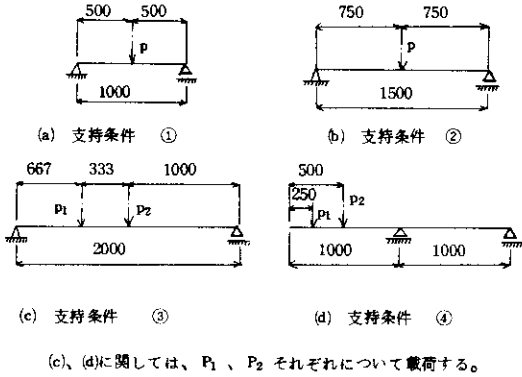 500 500
p
1000
(a) 支持条件 ①
750 750
p
1500
(b) 支持条件 ②
667 333 1000
p₁ p₂
2000
(c) 支持条件 ③
500
250
p₁ p₂
1000 1000
(d) 支持条件 ④
(c)、(d)に関しては、P₁ 、P₂ それぞれについて載荷する。